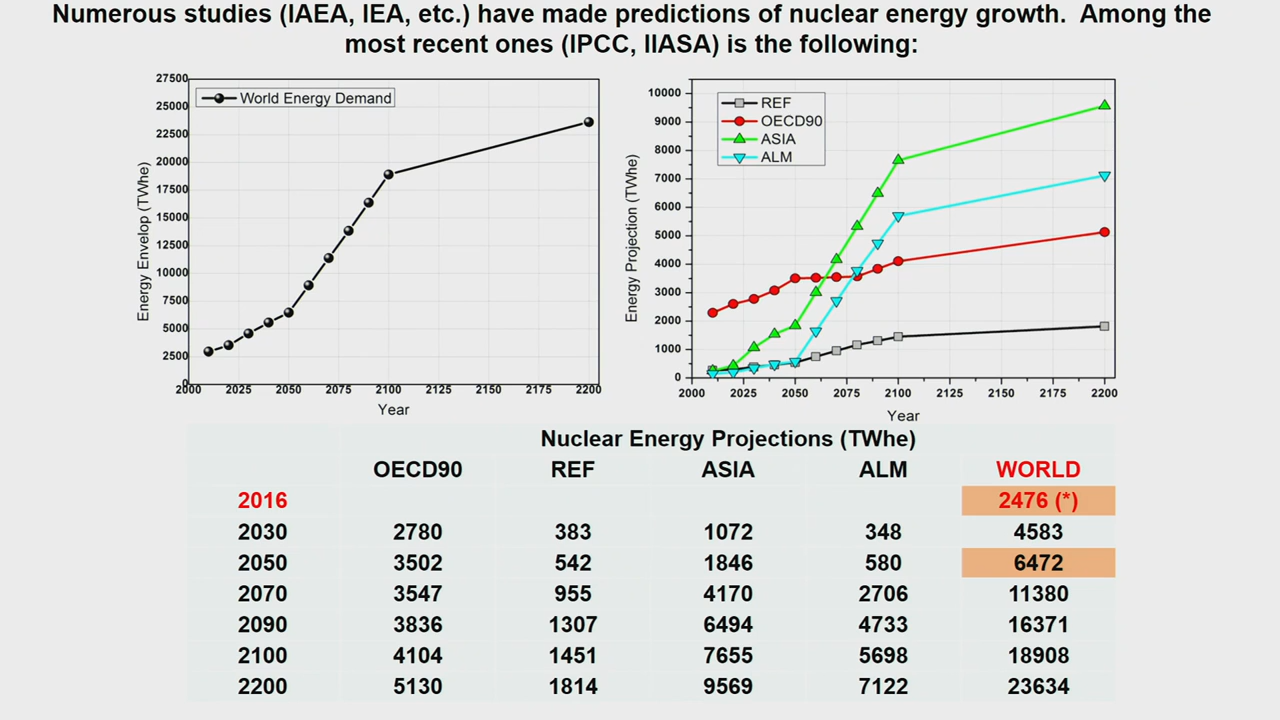 Numerous studies (IAEA, IEA, etc.) have made predictions of nuclear energy growth. Among the
most recent ones (IPCC, IIASA) is the following:
27500
25000
22500
20000
17500
15000
12500
10000
7500
5000
2500
0
World Energy Demand
Energy Envelop (TWhe)
2000 2025 2050 2075 2100 2125 2150 2175 2200
Year
10000
9000
8000
7000
6000
5000
4000
3000
2000
1000
0
REF
OECD90
ASIA
ALM
Energy Projection (TWhe)
2000 2025 2050 2075 2100 2125 2150 2175 2200
Year
Nuclear Energy Projections (TWhe)
OECD90 REF ASIA ALM WORLD
2016 2476 (*)
2030 2780 383 1072 348 4583
2050 3502 542 1846 580 6472
2070 3547 955 4170 2706 11380
2090 3836 1307 6494 4733 16371
2100 4104 1451 7655 5698 18908
2200 5130 1814 9569 7122 23634